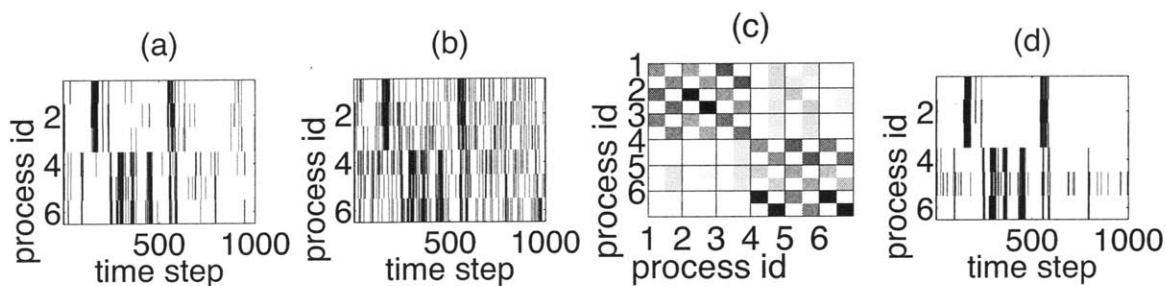 (a)
process id
2
4
6
500
1000
time step
(b)
process id
2
4
6
500
1000
time step
(c)
process id
1
2
3
4
5
6
1 2 3 4 5 6
process id
(d)
process id
2
4
6
500
1000
time step